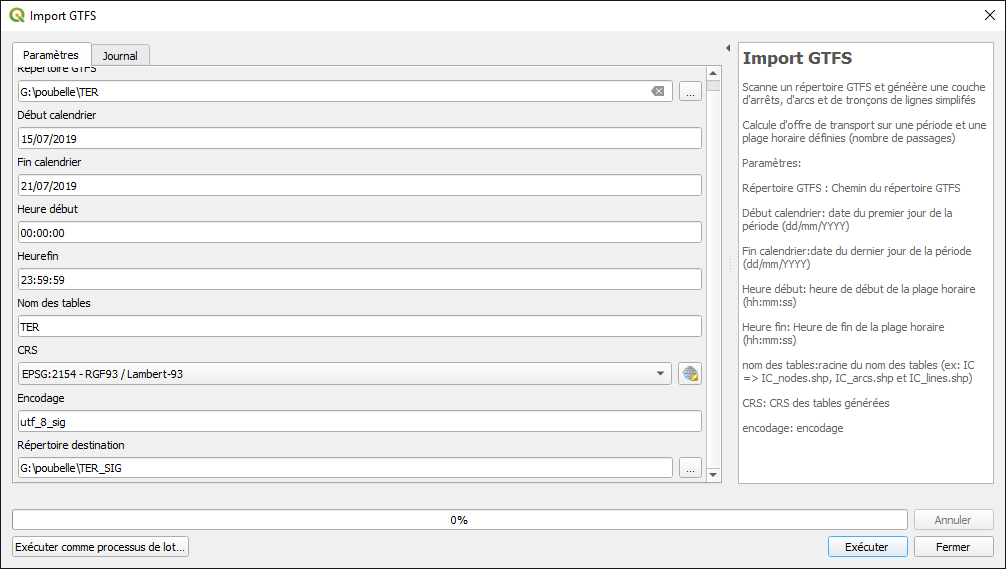 Import GTFS
Paramètres
Journal
Répertoire GTFS
G:\poubelle\TER
...
Début calendrier
15/07/2019
Fin calendrier
21/07/2019
Heure début
00:00:00
Heurefin
23:59:59
Nom des tables
TER
CRS
EPSG:2154 - RGF93 / Lambert-93
Encodage
utf_8_sig
Répertoire destination
G:\poubelle\TER_SIG
...
Import GTFS
Scanne un répertoire GTFS et généère une couche
d'arrêts, d'arcs et de tronçons de lignes simplifiés
Calcule d'offre de transport sur une période et une
plage horaire définies (nombre de passages)
Paramètres:
Répertoire GTFS : Chemin du répertoire GTFS
Début calendrier: date du premier jour de la
période (dd/mm/YYYY)
Fin calendrier:date du dernier jour de la période
(dd/mm/YYYY)
Heure début: heure de début de la plage horaire
(hh:mm:ss)
Heure fin: Heure de fin de la plage horaire
(hh:mm:ss)
nom des tables:racine du nom des tables (ex: IC
=> IC_nodes.shp, IC_arcs.shp et IC_lines.shp)
CRS: CRS des tables générées
encodage: encodage
0%
Annuler
Exécuter comme processus de lot...
Exécuter
Fermer